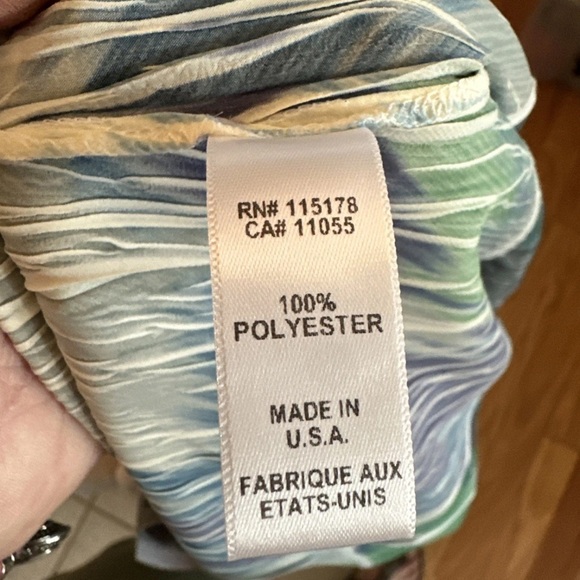 RN# 115178
CA# 11055
100%
POLYESTER
MADE IN
U.S.A.
FABRIQUE AUX
ETATS-UNIS